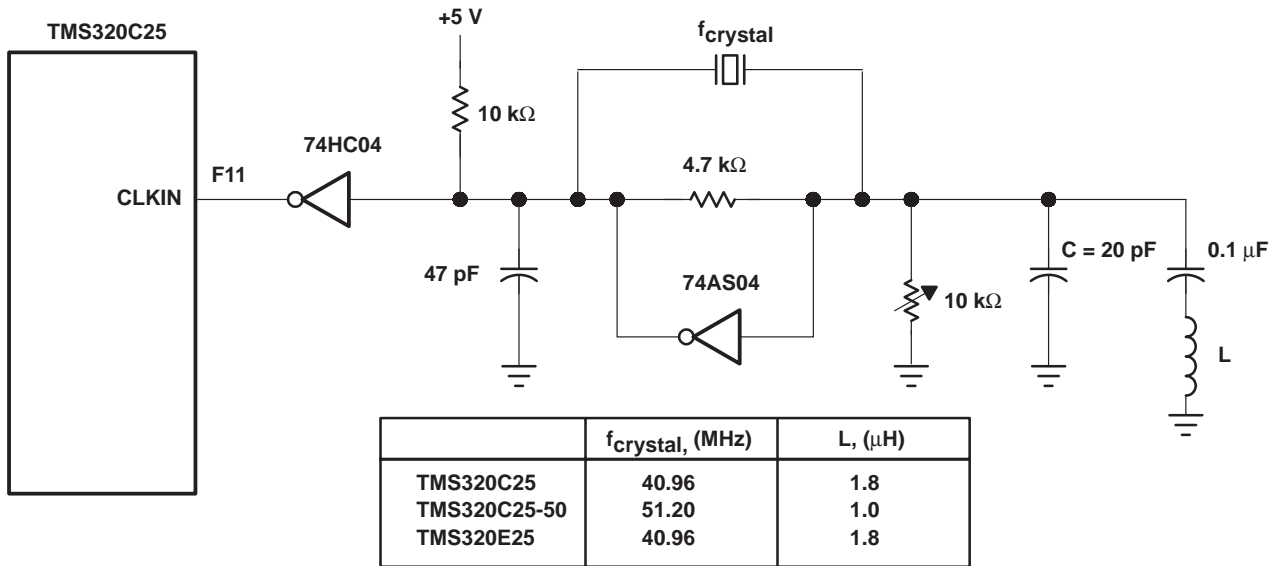 +5 V
TMS320C25
fcrystal
10 kΩ
74HC04
4.7 kΩ
F11
CLKIN
47 pF
74AS04
10 kΩ
C = 20 pF
0.1 μF
L
fcrystal, (MHz) L, (μH)
TMS320C25 40.96 1.8
TMS320C25-50 51.20 1.0
TMS320E25 40.96 1.8